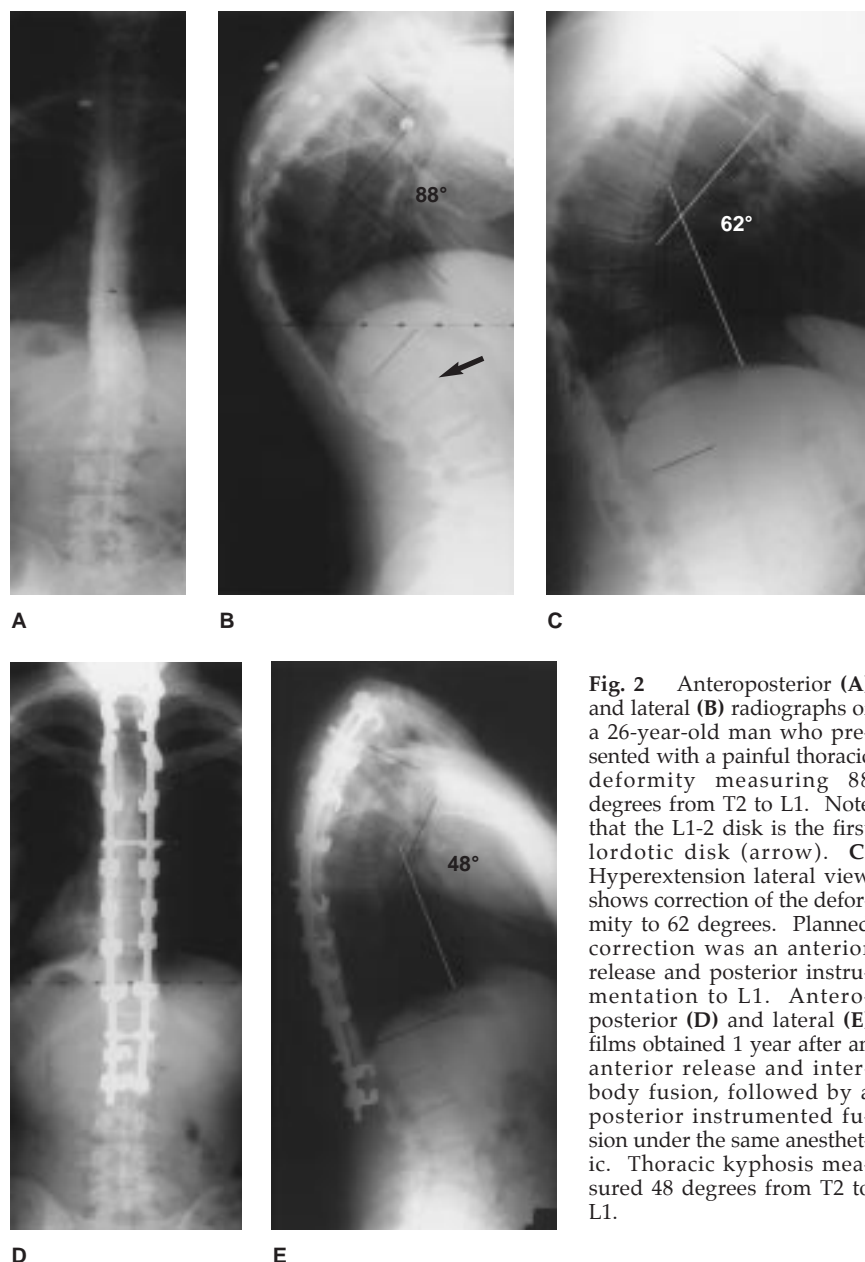 88°
62°
A
B
C
48°
D
E
Fig. 2 Anteroposterior (A)
and lateral (B) radiographs o
a 26-year-old man who pre-
sented with a painful thoracic
deformity measuring 88
degrees from T2 to L1. Note
that the L1-2 disk is the first
lordotic disk (arrow). C,
Hyperextension lateral view
shows correction of the defor-
mity to 62 degrees. Planned
correction was an anterior
release and posterior instru-
mentation to L1. Antero-
posterior (D) and lateral (E)
films obtained 1 year after an
anterior release and inter-
body fusion, followed by a
posterior instrumented fu-
sion under the same anesthet-
ic. Thoracic kyphosis mea-
sured 48 degrees from T2 to
L1.